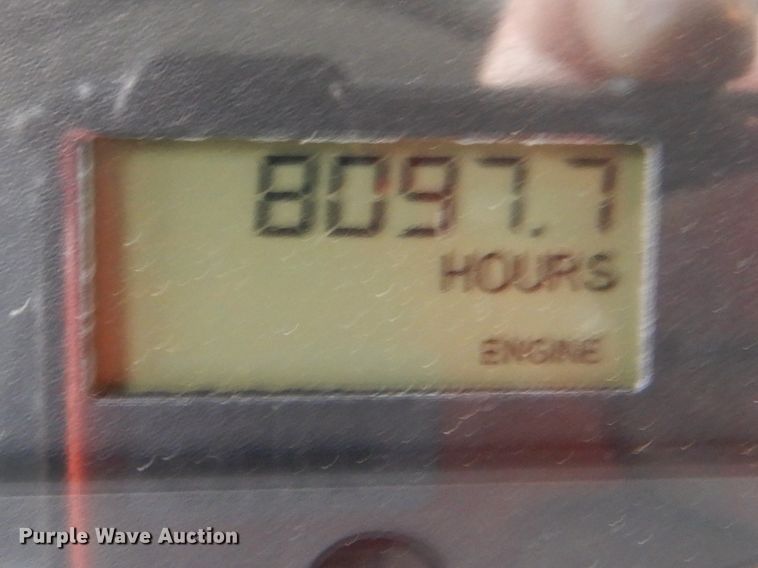 8097.7
HOURS
ENGINE
Purple Wave Auction